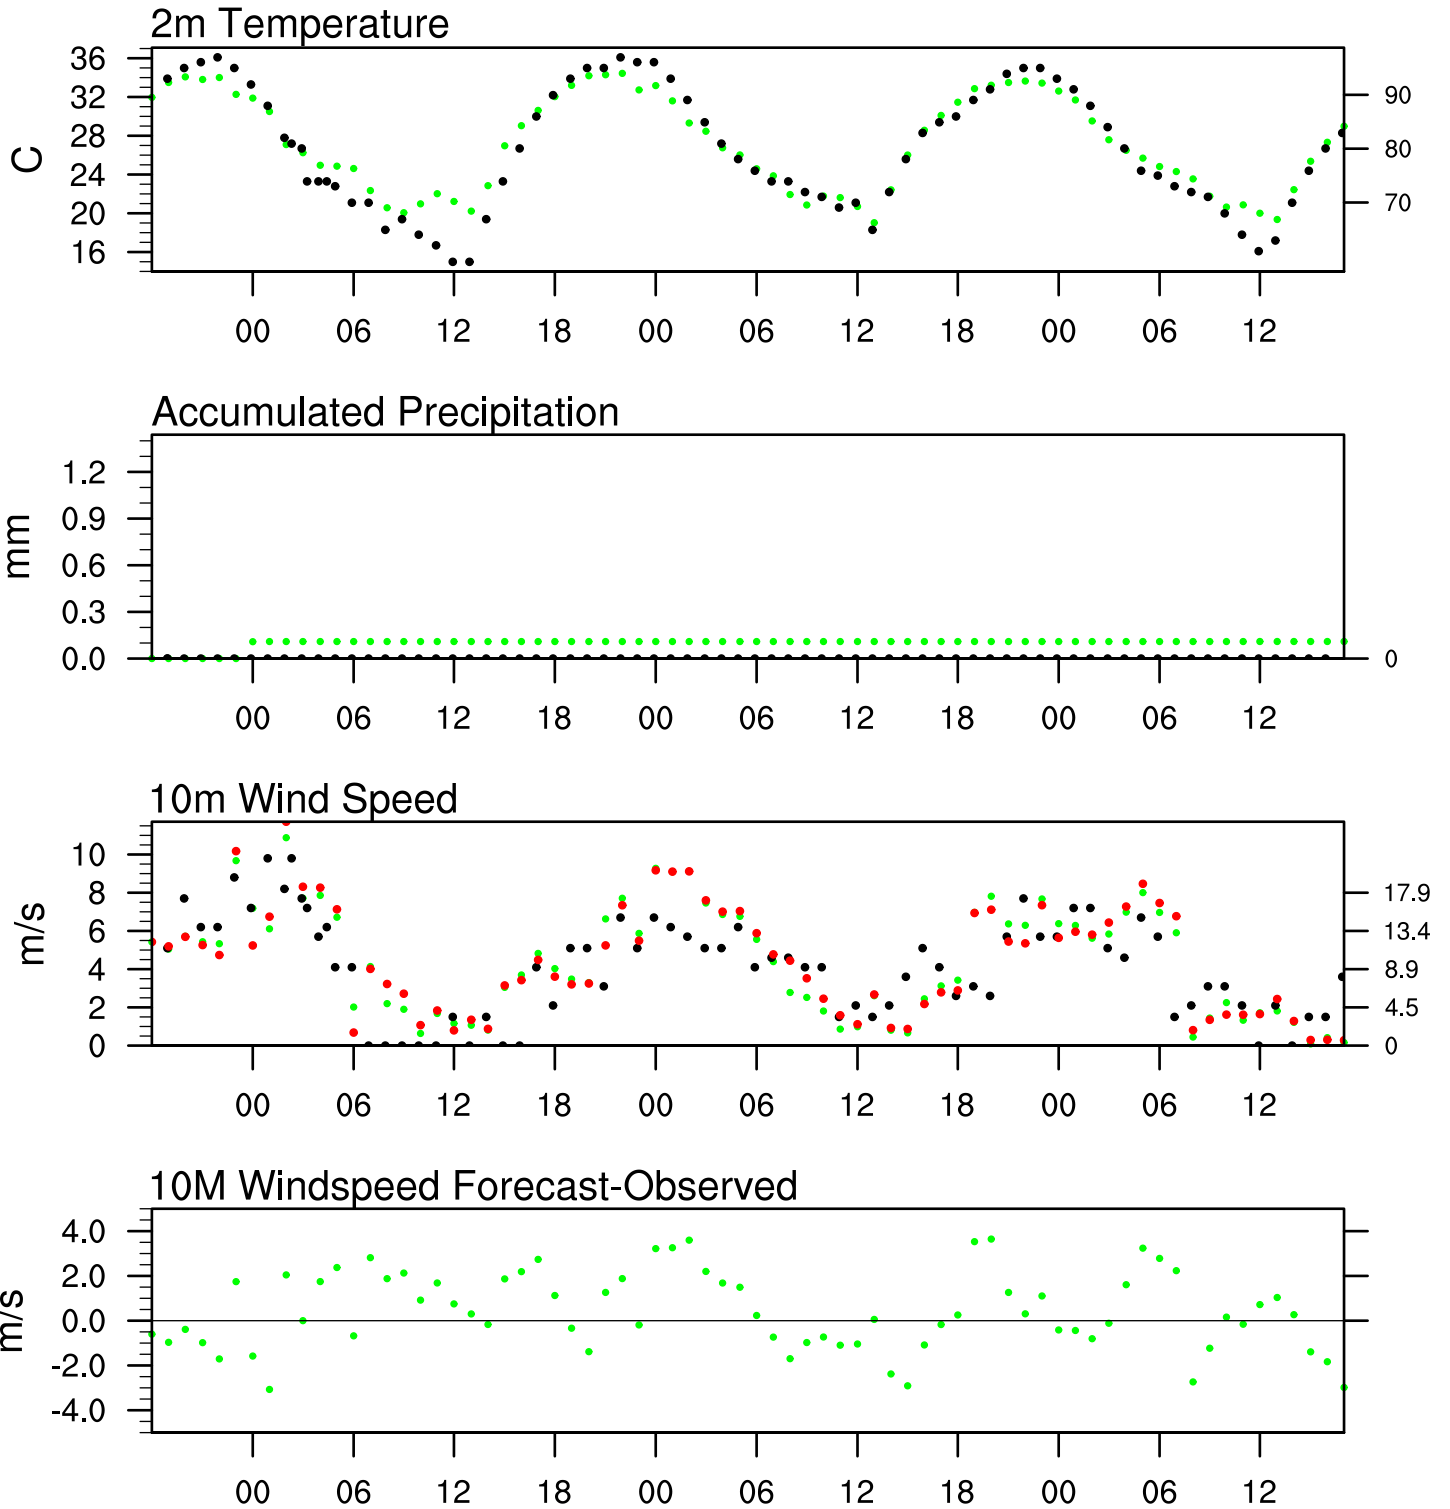 2m Temperature
36
32
28
24
20
16
C
90
80
70
00 06 12 18 00 06 12 18 00 06 12
Accumulated Precipitation
1.2
0.9
0.6
0.3
0.0
mm
0
00 06 12 18 00 06 12 18 00 06 12
10m Wind Speed
10
8
6
4
2
0
m/s
17.9
13.4
8.9
4.5
0
00 06 12 18 00 06 12 18 00 06 12
10M Windspeed Forecast-Observed
4.0
2.0
0.0
-2.0
-4.0
m/s
00 06 12 18 00 06 12 18 00 06 12